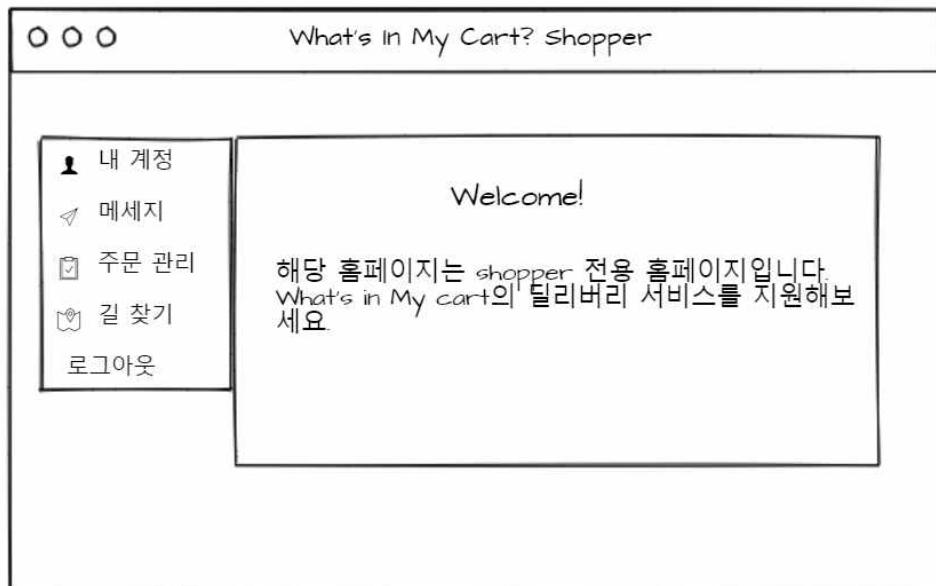 What's In My Cart? Shopper
내 계정
메세지
주문 관리
길 찾기
로그아웃
Welcome!
해당 홈페이지는 shopper 전용 홈페이지입니다.
What's in My cart의 딜리버리 서비스를 지원해보
세요.